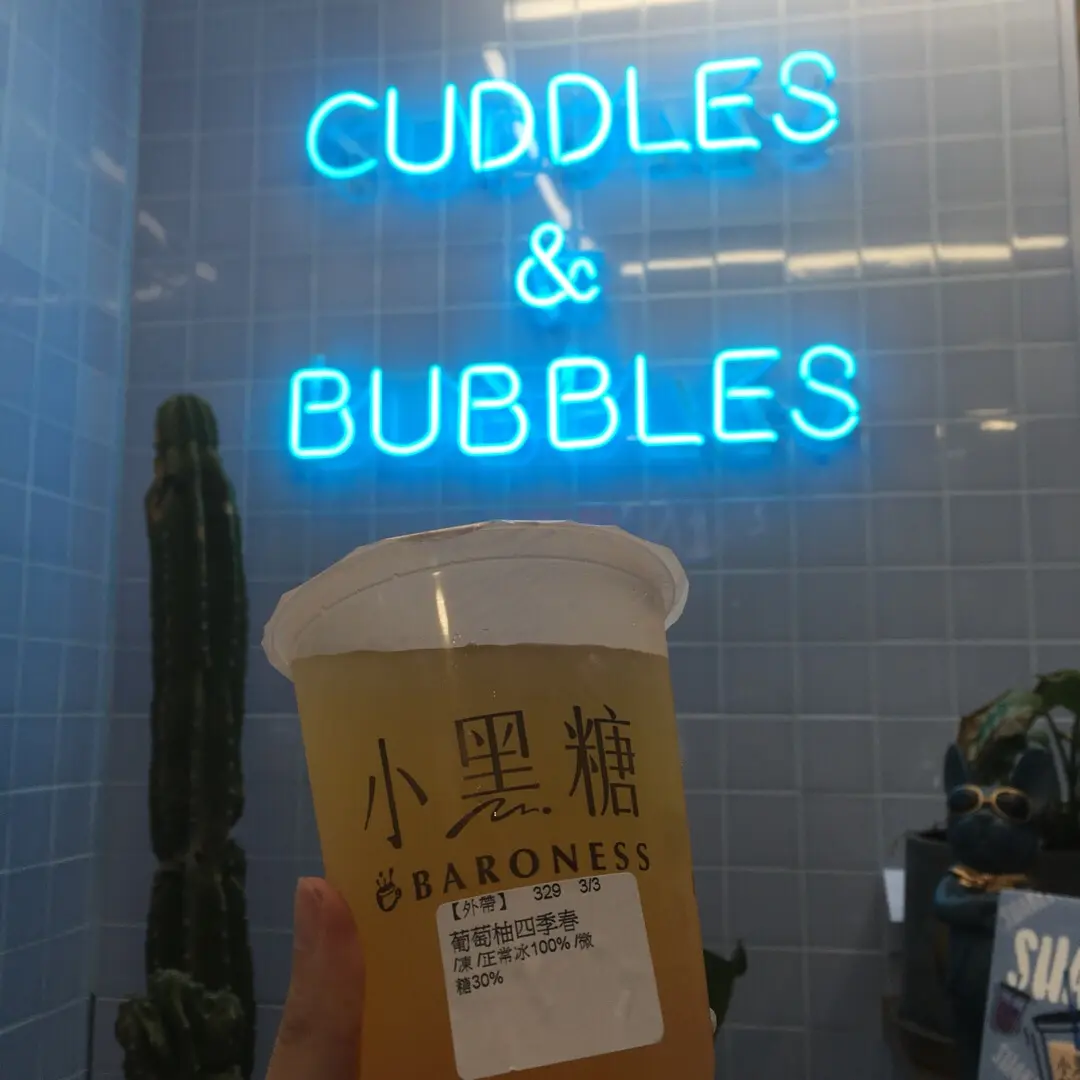 CUDDLES
&
BUBBLES
小黑糖
BARONESS
【外帶】 329 3/3
葡萄柚四季春
/凍 /正常冰100% /微
糖30%